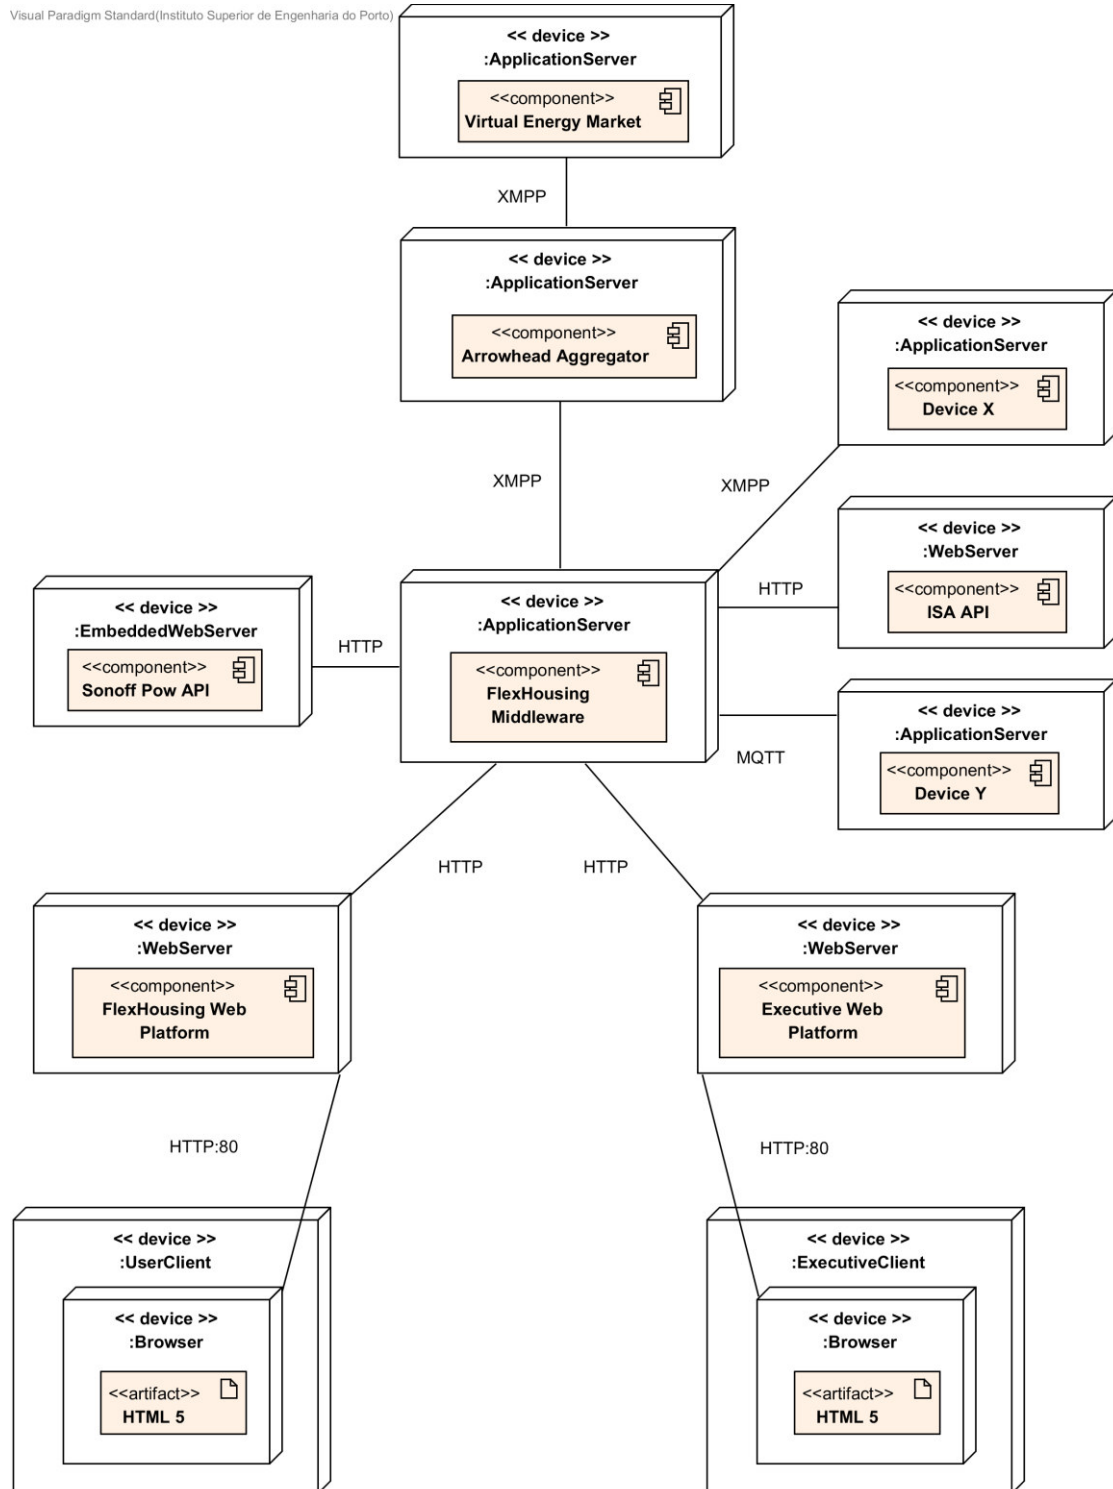 Visual Paradigm Standard(Instituto Superior de Engenharia do Porto)
<< device >>
:ApplicationServer
<<component>>
Virtual Energy Market
XMPP
<< device >>
:ApplicationServer
<<component>>
Arrowhead Aggregator
<< device >>
:ApplicationServer
<<component>>
Device X
XMPP
XMPP
<< device >>
:WebServer
<<component>>
ISA API
HTTP
<< device >>
:EmbeddedWebServer
<<component>>
Sonoff Pow API
HTTP
<< device >>
:ApplicationServer
<<component>>
FlexHousing
Middleware
<< device >>
:ApplicationServer
<<component>>
Device Y
MQTT
HTTP
HTTP
<< device >>
:WebServer
<<component>>
FlexHousing Web
Platform
<< device >>
:WebServer
<<component>>
Executive Web
Platform
HTTP:80
HTTP:80
<< device >>
:UserClient
<< device >>
:Browser
<<artifact>>
HTML 5
<< device >>
:ExecutiveClient
<< device >>
:Browser
<<artifact>>
HTML 5